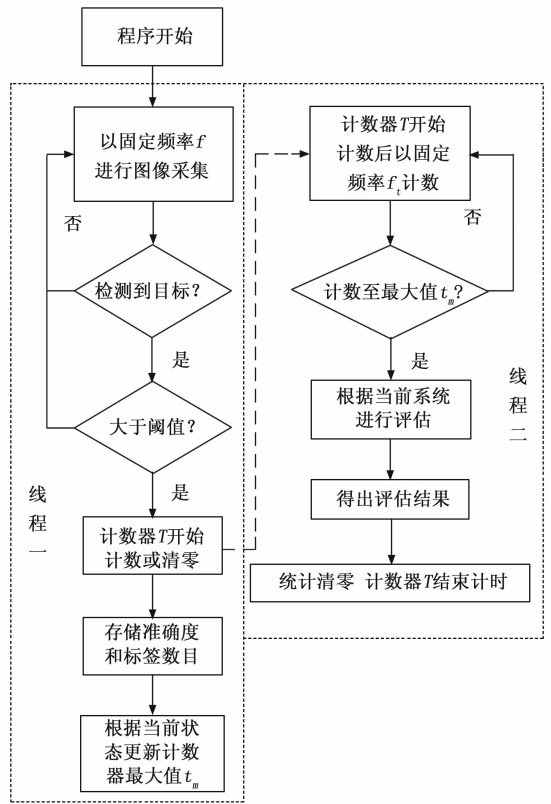 程序开始
以固定频率f
进行图像采集
否
检测到目标?
是
大于阈值?
是
线
程
一
计数器T开始
计数或清零
存储准确度
和标签数目
根据当前状
态更新计数
器最大值tm
计数器T开始
计数后以固定
频率ft计数
否
计数至最大值tm?
是
线
程
二
根据当前系统
进行评估
得出评估结果
统计清零 计数器T结束计时